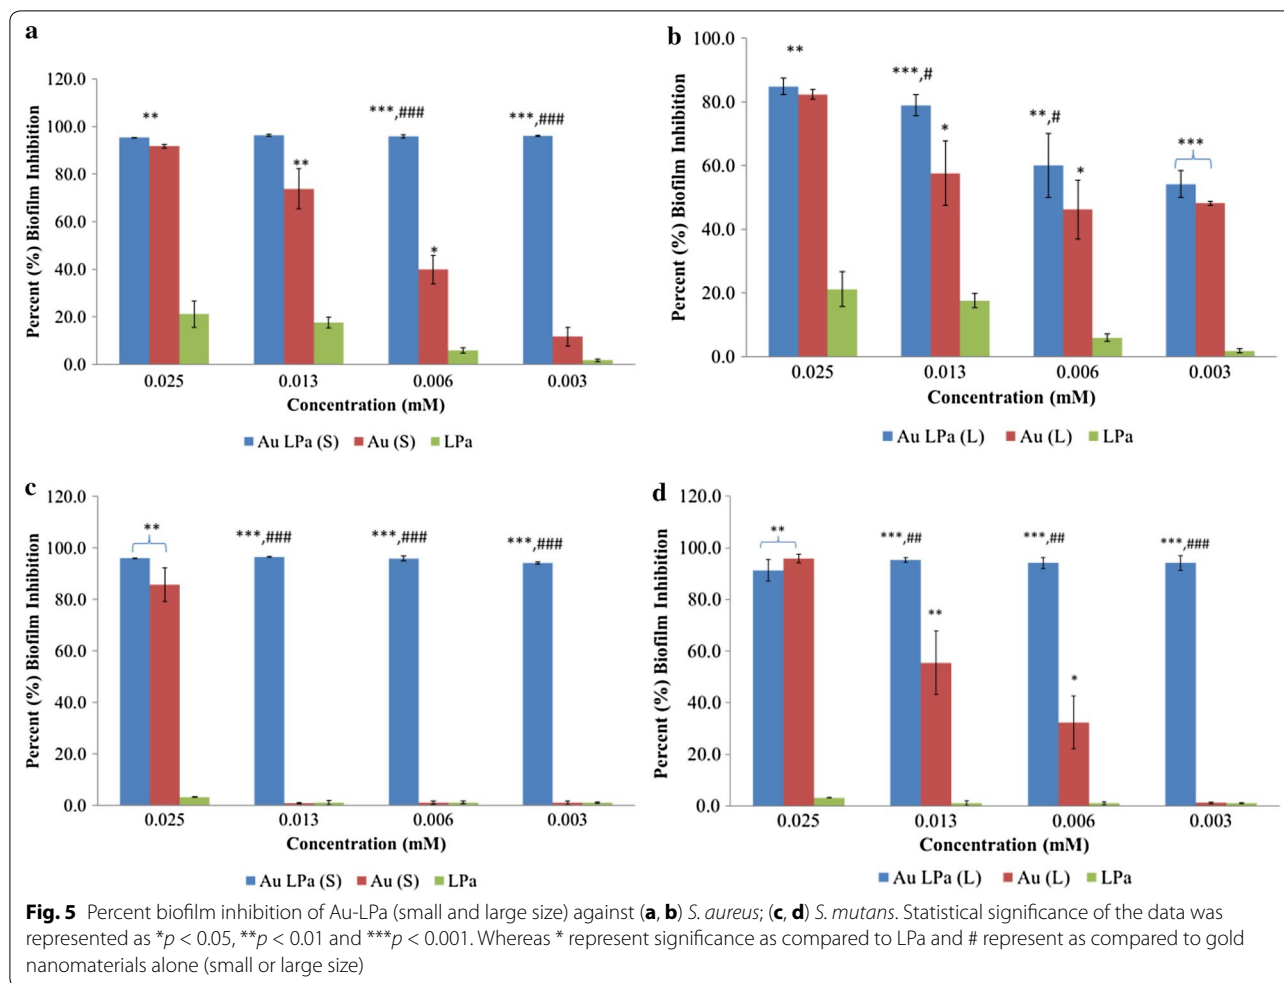 a
120.0
100.0
80.0
60.0
40.0
20.0
0.0
Percent (%) Biofilm Inhibition
**
**
***,###
*
***,###
0.025 0.013 0.006 0.003
Concentration (mM)
Au LPa (S) Au (S) LPa
b
100.0
80.0
60.0
40.0
20.0
0.0
Percent (%) Biofilm Inhibition
**
***,#
*
**,#
*
***
0.025 0.013 0.006 0.003
Concentration (mM)
Au LPa (L) Au (L) LPa
c
120.0
100.0
80.0
60.0
40.0
20.0
0.0
Percent (%) Biofilm Inhibition
**
***,###
***,###
***,###
0.025 0.013 0.006 0.003
Concentration (mM)
Au LPa (S) Au (S) LPa
d
120.0
100.0
80.0
60.0
40.0
20.0
0.0
Percent (%) Biofilm Inhibition
**
***,##
**
***,##
*
***,###
0.025 0.013 0.006 0.003
Concentration (mM)
Au LPa (L) Au (L) LPa
Fig. 5 Percent biofilm inhibition of Au-LPa (small and large size) against (a, b) S. aureus; (c, d) S. mutans. Statistical significance of the data was
represented as *p < 0.05, **p < 0.01 and ***p < 0.001. Whereas * represent significance as compared to LPa and # represent as compared to gold
nanomaterials alone (small or large size)